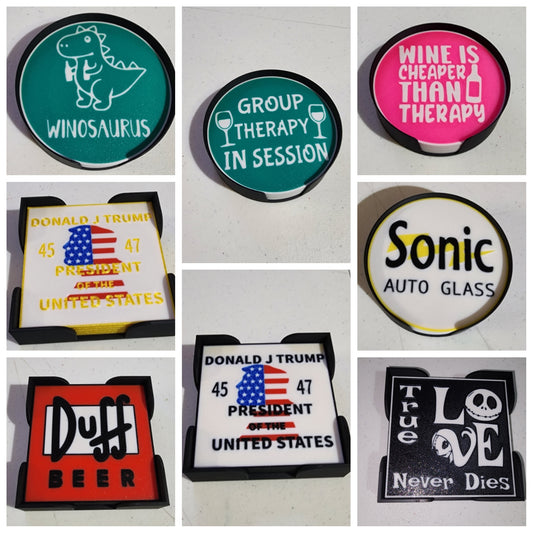 WINOSAURUS
GROUP
THERAPY
IN SESSION
WINE IS
CHEAPER
THAN
THERAPY
DONALD J TRUMP
45 47
PRESIDENT
OF THE
UNITED STATES
Sonic
AUTO GLASS
Duff
BEER
DONALD J TRUMP
45 47
PRESIDENT
OF THE
UNITED STATES
True
LOVE
Never Dies